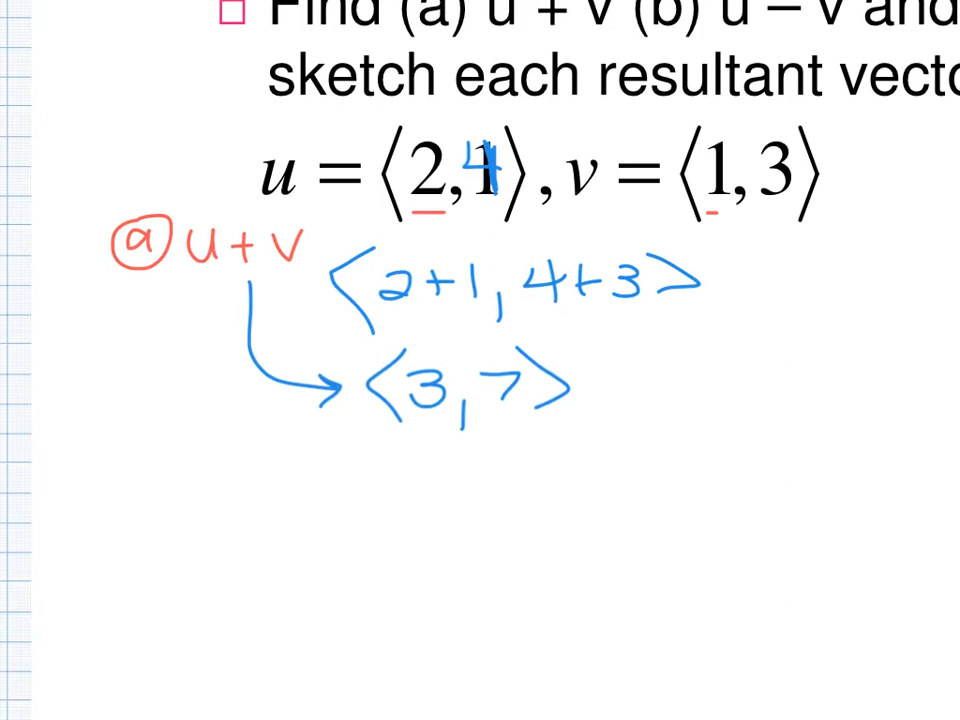 Find (a) u + v (b) u – v and
sketch each resultant vecto
u = ⟨2, 4⟩, v = ⟨1, 3⟩
ⓐ u + v
⟨2+1, 4+3⟩
⟨3, 7⟩